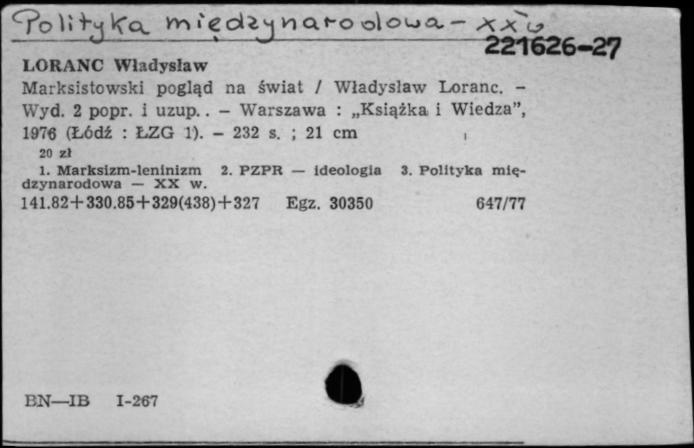 Polityka międzynarodowa - XX w
221626-27
LORANC Władysław
Marksistowski pogląd na świat / Władysław Loranc. –
Wyd. 2 popr. i uzup.. – Warszawa : „Książka i Wiedza”,
1976 (Łódź : ŁZG 1). – 232 s. ; 21 cm
20 zł
1. Marksizm-leninizm 2. PZPR — ideologia 3. Polityka mię-
dzynarodowa — XX w.
141.82+330.85+329(438)+327 Egz. 30350 647/77
BN—IB I-267